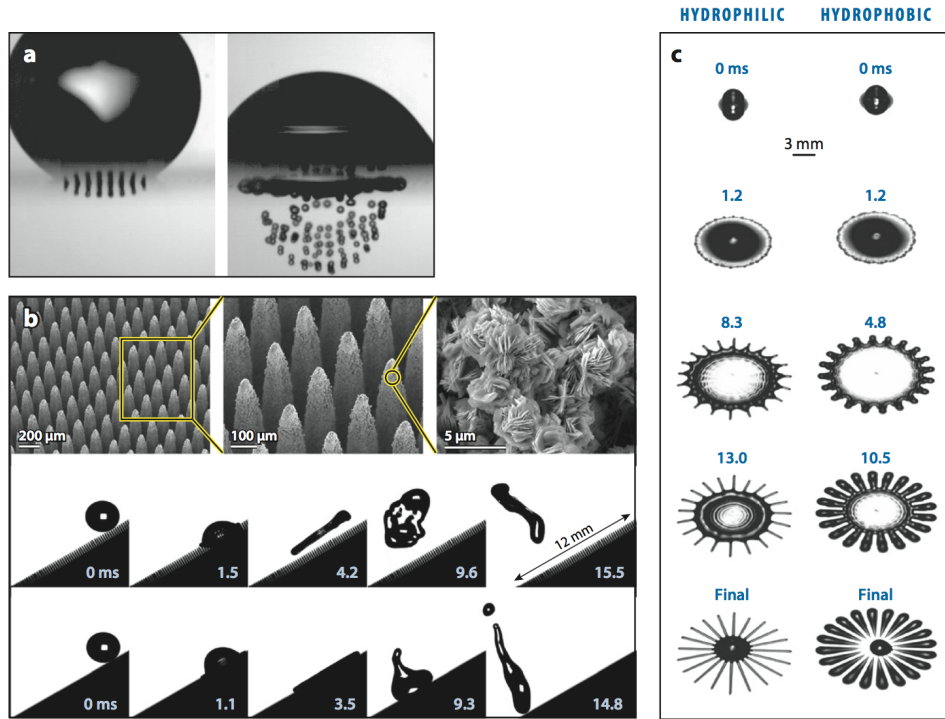 HYDROPHILIC HYDROPHOBIC
a
b
200 µm
100 µm
5 µm
0 ms
1.5
4.2
9.6
12 mm
15.5
0 ms
1.1
3.5
9.3
14.8
c
0 ms 0 ms
3 mm
1.2 1.2
8.3 4.8
13.0 10.5
Final Final